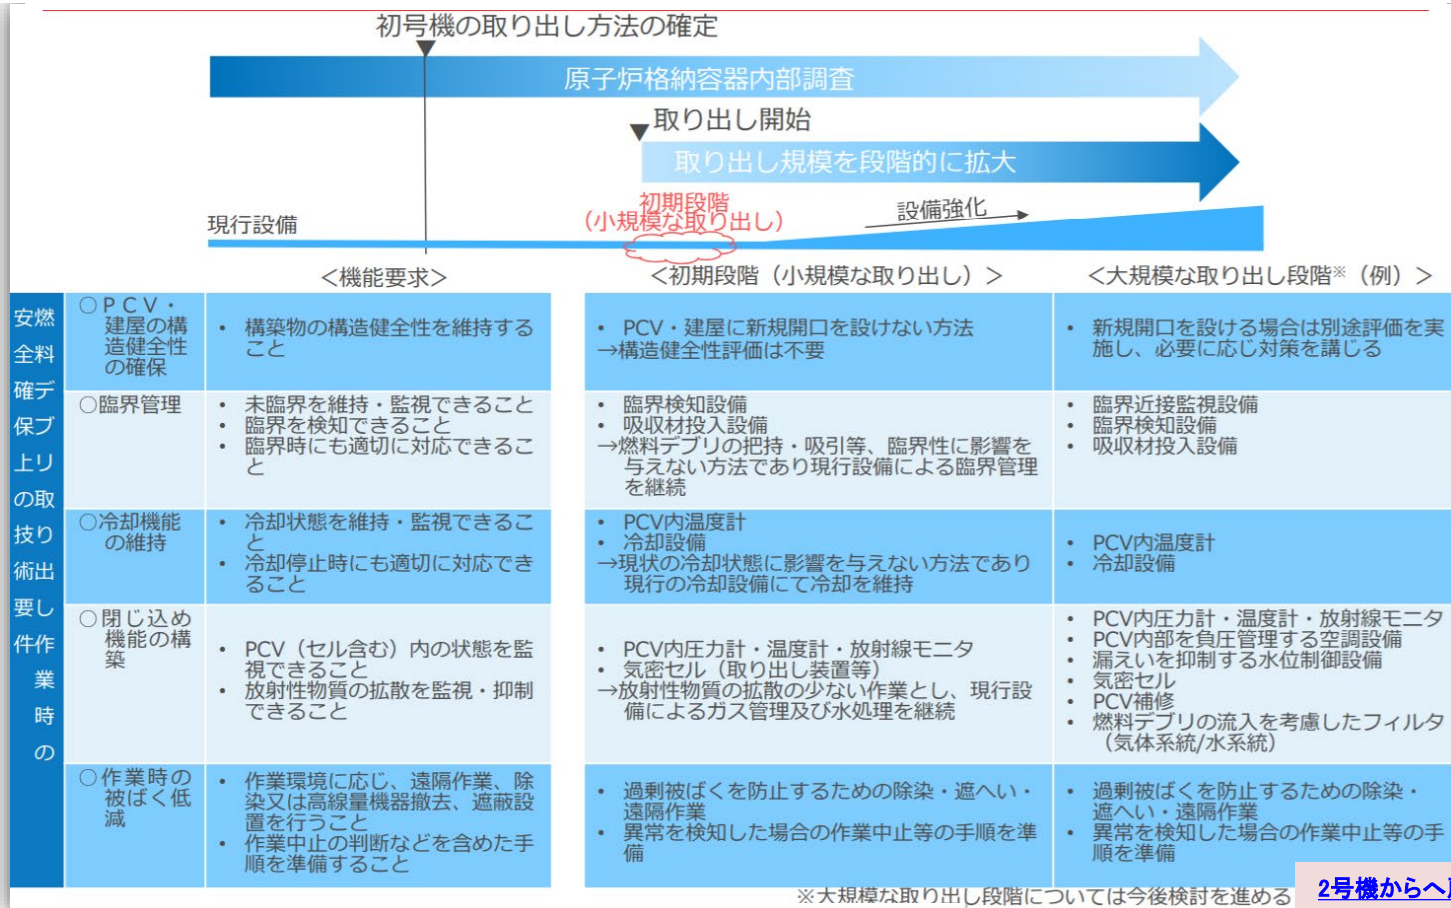 初号機の取り出し方法の確定
原子炉格納容器内部調査
取り出し開始
取り出し規模を段階的に拡大
初期段階
（小規模な取り出し）
現行設備
設備強化
＜機能要求＞
＜初期段階（小規模な取り出し）＞
＜大規模な取り出し段階※（例）＞
燃料デブリ取り出し作業時の
安全確保上の技術要件
○ＰＣＶ・
建屋の構
造健全性
の確保
• 構築物の構造健全性を維持する
こと
• PCV・建屋に新規開口を設けない方法
→構造健全性評価は不要
• 新規開口を設ける場合は別途評価を実
施し、必要に応じ対策を講じる
○臨界管理
• 未臨界を維持・監視できること
• 臨界を検知できること
• 臨界時にも適切に対応できるこ
と
• 臨界検知設備
• 吸収材投入設備
→燃料デブリの把持・吸引等、臨界性に影響を
与えない方法であり現行設備による臨界管理
を継続
• 臨界近接監視設備
• 臨界検知設備
• 吸収材投入設備
○冷却機能
の維持
• 冷却状態を維持・監視できるこ
と
• 冷却停止時にも適切に対応でき
ること
• PCV内温度計
• 冷却設備
→現状の冷却状態に影響を与えない方法であり
現行の冷却設備にて冷却を維持
• PCV内温度計
• 冷却設備
○閉じ込め
機能の構
築
• PCV（セル含む）内の状態を監
視できること
• 放射性物質の拡散を監視・抑制
できること
• PCV内圧力計・温度計・放射線モニタ
• 気密セル（取り出し装置等）
→放射性物質の拡散の少ない作業とし、現行設
備によるガス管理及び水処理を継続
• PCV内圧力計・温度計・放射線モニタ
• PCV内部を負圧管理する空調設備
• 漏えいを抑制する水位制御設備
• 気密セル
• PCV補修
• 燃料デブリの流入を考慮したフィルタ
（気体系統/水系統）
○作業時の
被ばく低
減
• 作業環境に応じ、遠隔作業、除
染又は高線量機器撤去、遮蔽設
置を行うこと
• 作業中止の判断などを含めた手
順を準備すること
• 過剰被ばくを防止するための除染・遮へい・
遠隔作業
• 異常を検知した場合の作業中止等の手順を準
備
• 過剰被ばくを防止するための除染・
遮へい・遠隔作業
• 異常を検知した場合の作業中止等の手
順を準備
※大規模な取り出し段階については今後検討を進める
2号機からへ